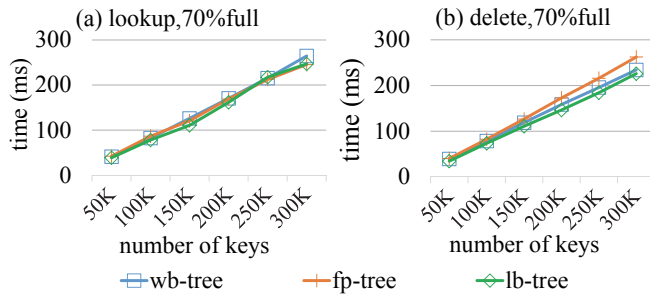 (a) lookup,70%full
(b) delete,70%full
time (ms)
300
200
100
0
50K
100K
150K
200K
250K
300K
number of keys
time (ms)
300
200
100
0
50K
100K
150K
200K
250K
300K
number of keys
wb-tree
fp-tree
lb-tree